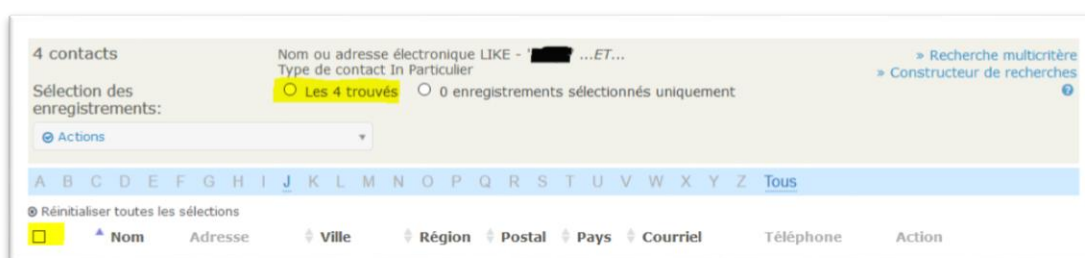 4 contacts
Nom ou adresse électronique LIKE - ' ...ET...
» Recherche multicritère
Type de contact In Particulier
» Constructeur de recherches
Sélection des enregistrements:
Les 4 trouvés 0 enregistrements sélectionnés uniquement
Actions
A B C D E F G H I J K L M N O P Q R S T U V W X Y Z Tous
Réinitialiser toutes les sélections
Nom Adresse Ville Région Postal Pays Courriel Téléphone Action